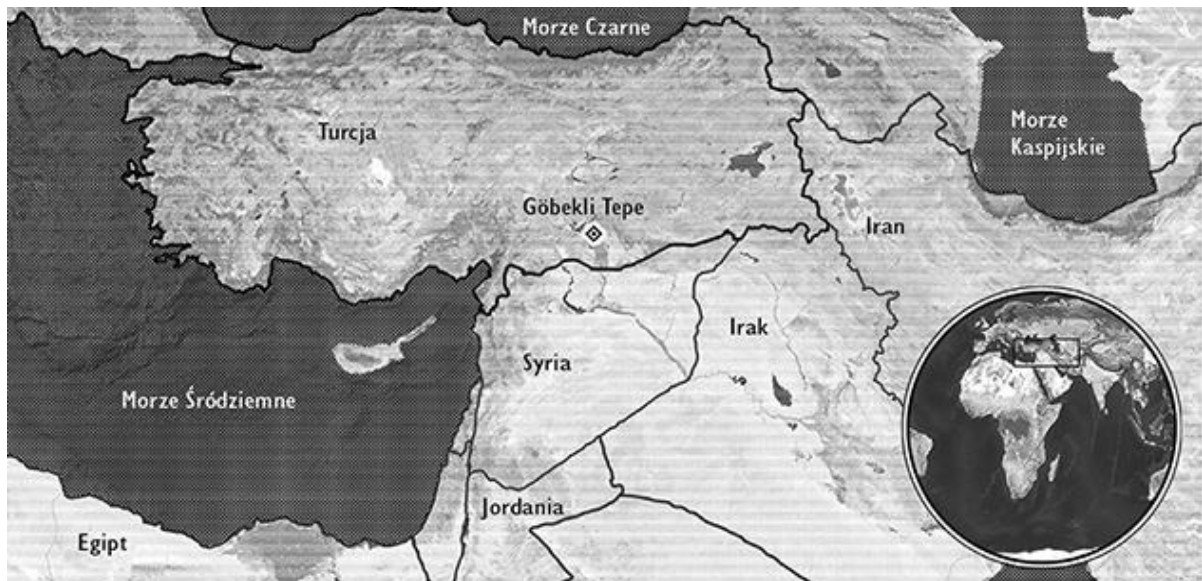 Morze Czarne
Turcja
Morze
Kaspijskie
Göbekli Tepe
Iran
Irak
Syria
Morze Śródziemne
Jordania
Egipt